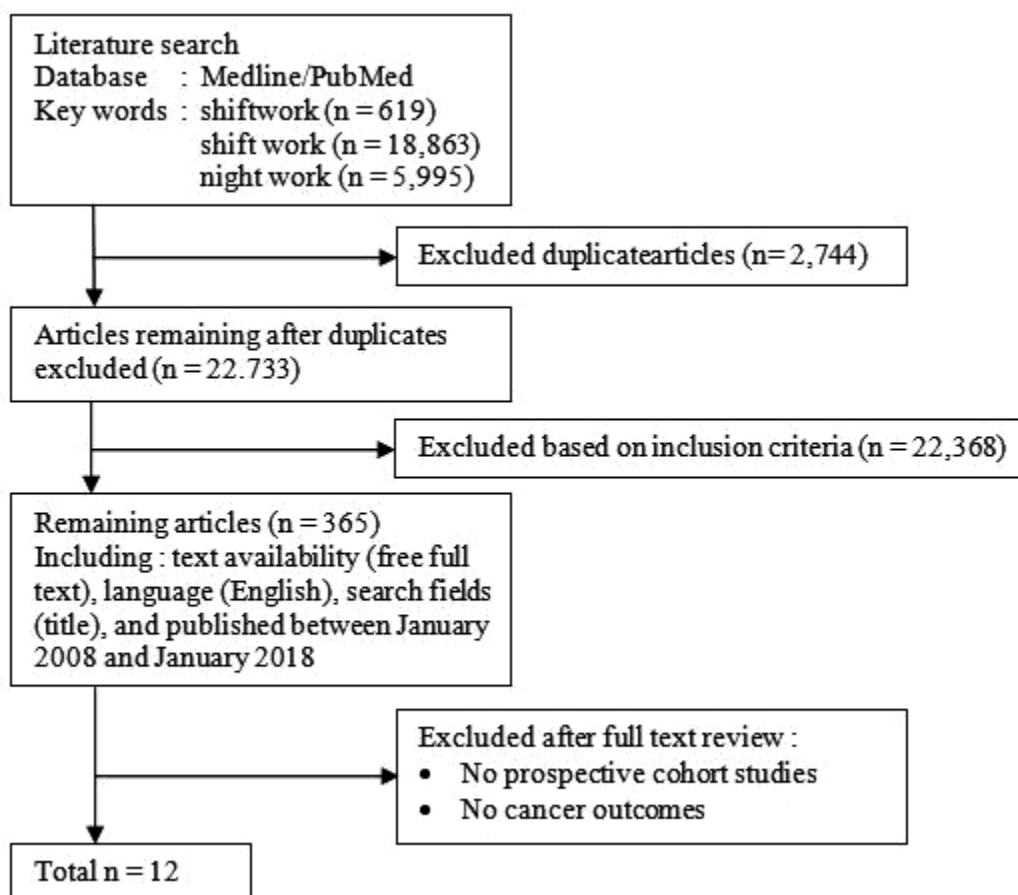 Literature search
Database : Medline/PubMed
Key words : shiftwork (n = 619)
shift work (n = 18,863)
night work (n = 5,995)
Excluded duplicatearticles (n= 2,744)
Articles remaining after duplicates
excluded (n = 22.733)
Excluded based on inclusion criteria (n = 22,368)
Remaining articles (n = 365)
Including : text availability (free full
text), language (English), search fields
(title), and published between January
2008 and January 2018
Excluded after full text review :
• No prospective cohort studies
• No cancer outcomes
Total n = 12